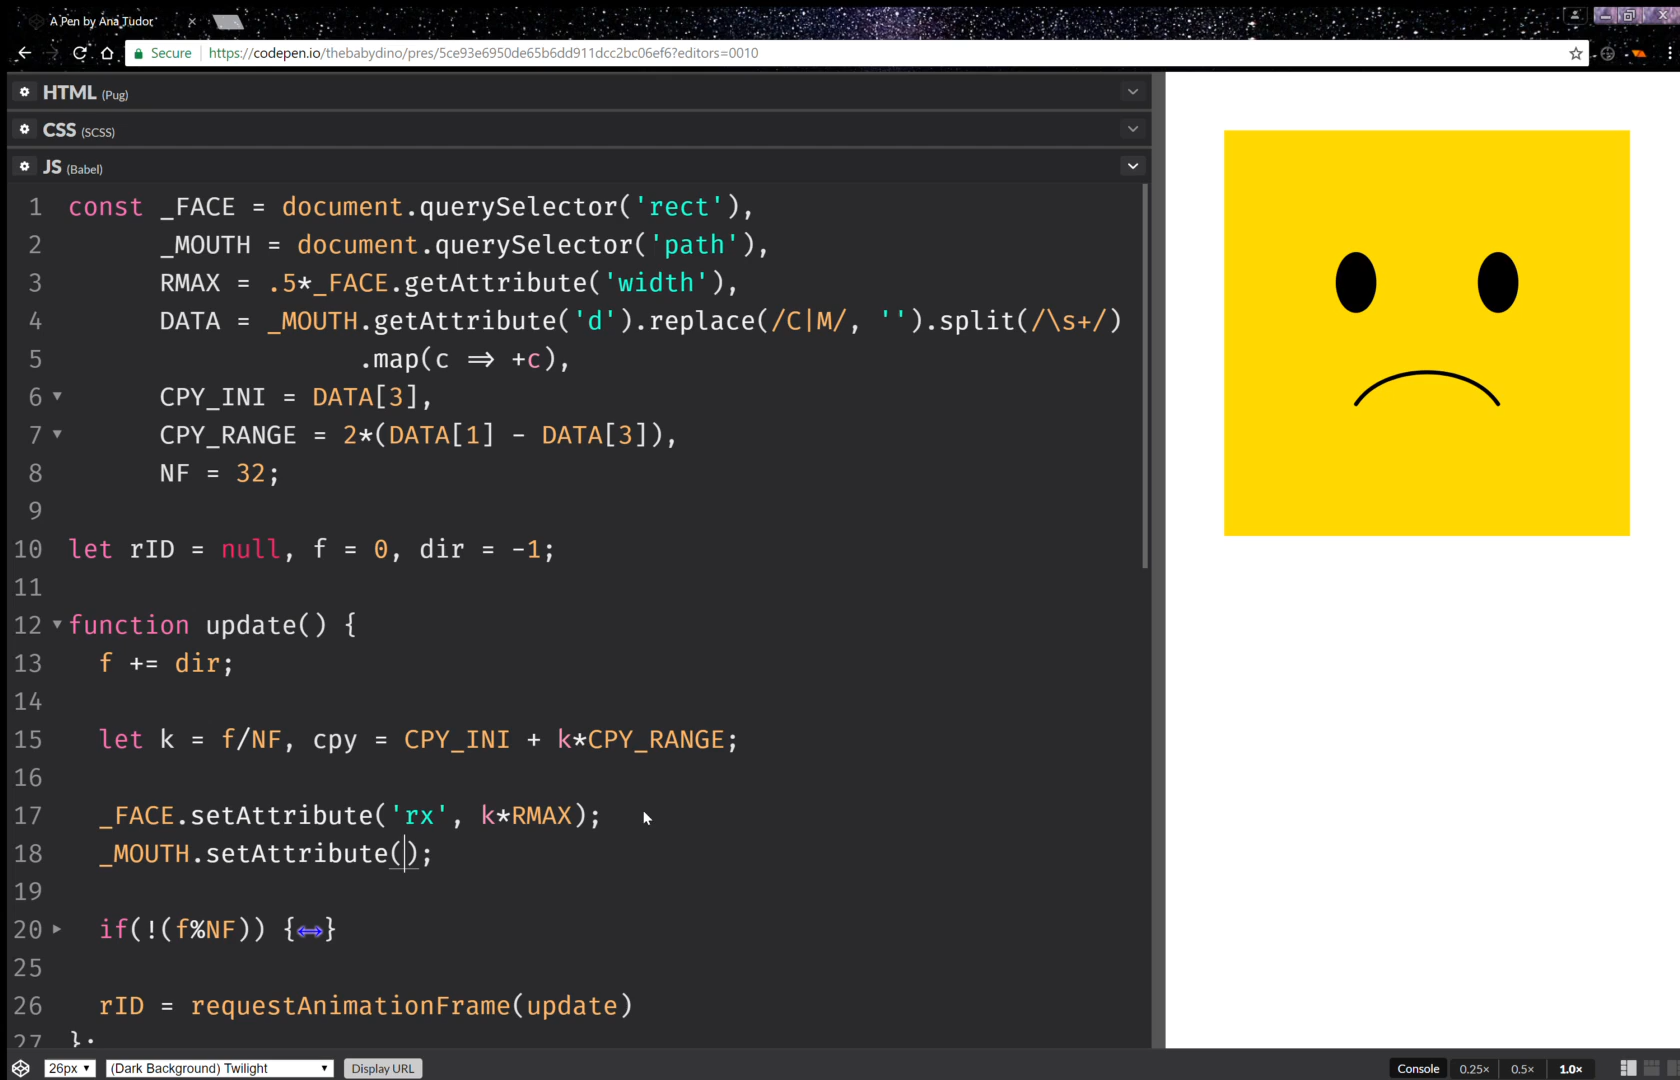 A Pen by Ana Tudor
Secure https://codepen.io/thebabydino/pres/5ce93e6950de65b6dd911dcc2bc06ef6?editors=0010
HTML (Pug)
CSS (SCSS)
JS (Babel)
1 const _FACE = document.querySelector('rect'),
2 _MOUTH = document.querySelector('path'),
3 RMAX = .5*_FACE.getAttribute('width'),
4 DATA = _MOUTH.getAttribute('d').replace(/C|M/, '').split(/\s+/)
5 .map(c ⇒ +c),
6 CPY_INI = DATA[3],
7 CPY_RANGE = 2*(DATA[1] - DATA[3]),
8 NF = 32;
9
10 let rID = null, f = 0, dir = -1;
11
12 function update() {
13 f += dir;
14
15 let k = f/NF, cpy = CPY_INI + k*CPY_RANGE;
16
17 _FACE.setAttribute('rx', k*RMAX);
18 _MOUTH.setAttribute();
19
20 if(!(f%NF)) {↔}
25
26 rID = requestAnimationFrame(update)
27 };
26px (Dark Background) Twilight Display URL
Console 0.25× 0.5× 1.0×